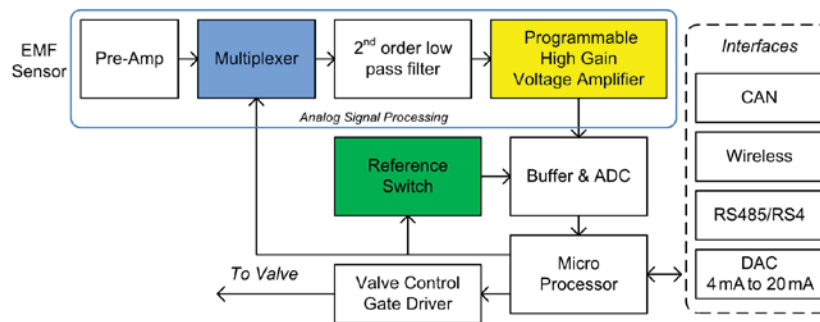 EMF
Sensor
Pre-Amp
Multiplexer
2nd order low
pass filter
Programmable
High Gain
Voltage Amplifier
Analog Signal Processing
Interfaces
CAN
Wireless
RS485/RS4
DAC
4 mA to 20 mA
Reference
Switch
Buffer & ADC
To Valve
Valve Control
Gate Driver
Micro
Processor